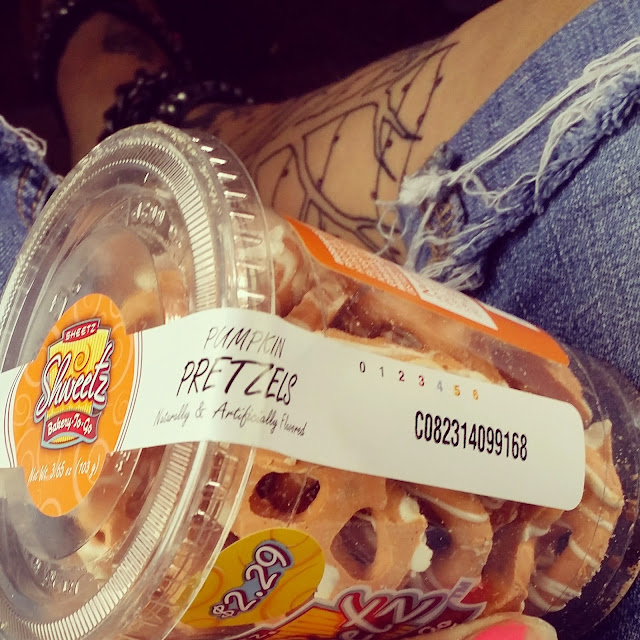 SHEETZ
Shweetz
Bakery-To-Go
Net Wt. 3.65 oz (103 g)
PUMPKIN
PRETZELS
Naturally & Artificially Flavored
0 1 2 3 4 5 6
C082314099168
$2.29